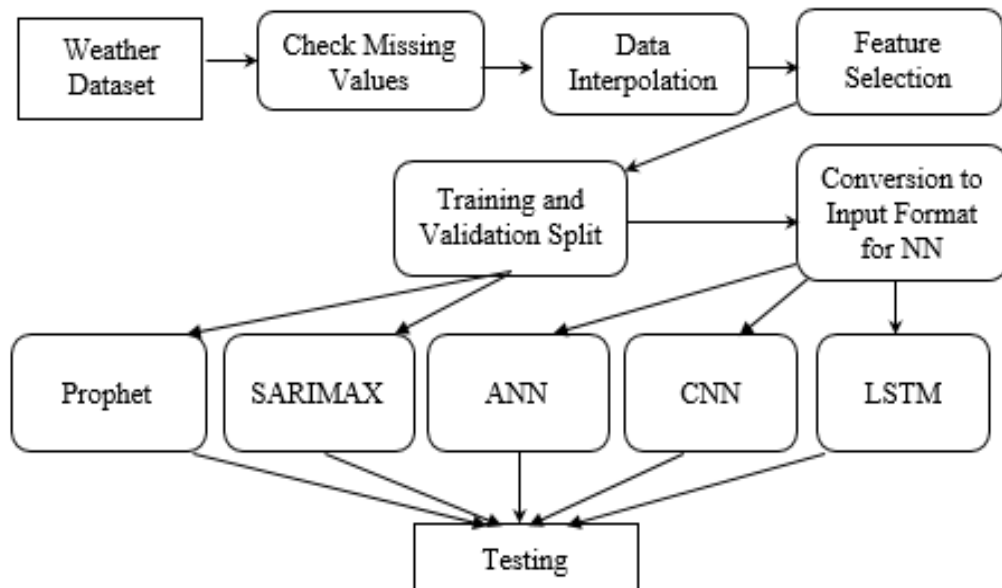 Weather
Dataset
Check Missing
Values
Data
Interpolation
Feature
Selection
Training and
Validation Split
Conversion to
Input Format
for NN
Prophet
SARIMAX
ANN
CNN
LSTM
Testing